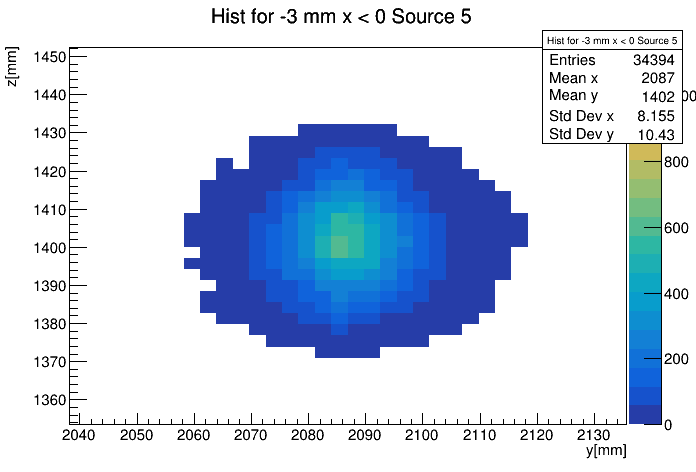 Hist for -3 mm x < 0 Source 5
z[mm]
Hist for -3 mm x < 0 Source 5
Entries 34394
Mean x 2087
Mean y 1402
Std Dev x 8.155
Std Dev y 10.43
1450
1440
1430
1420
1410
1400
1390
1380
1370
1360
00
800
600
400
200
0
2040 2050 2060 2070 2080 2090 2100 2110 2120 2130
y[mm]